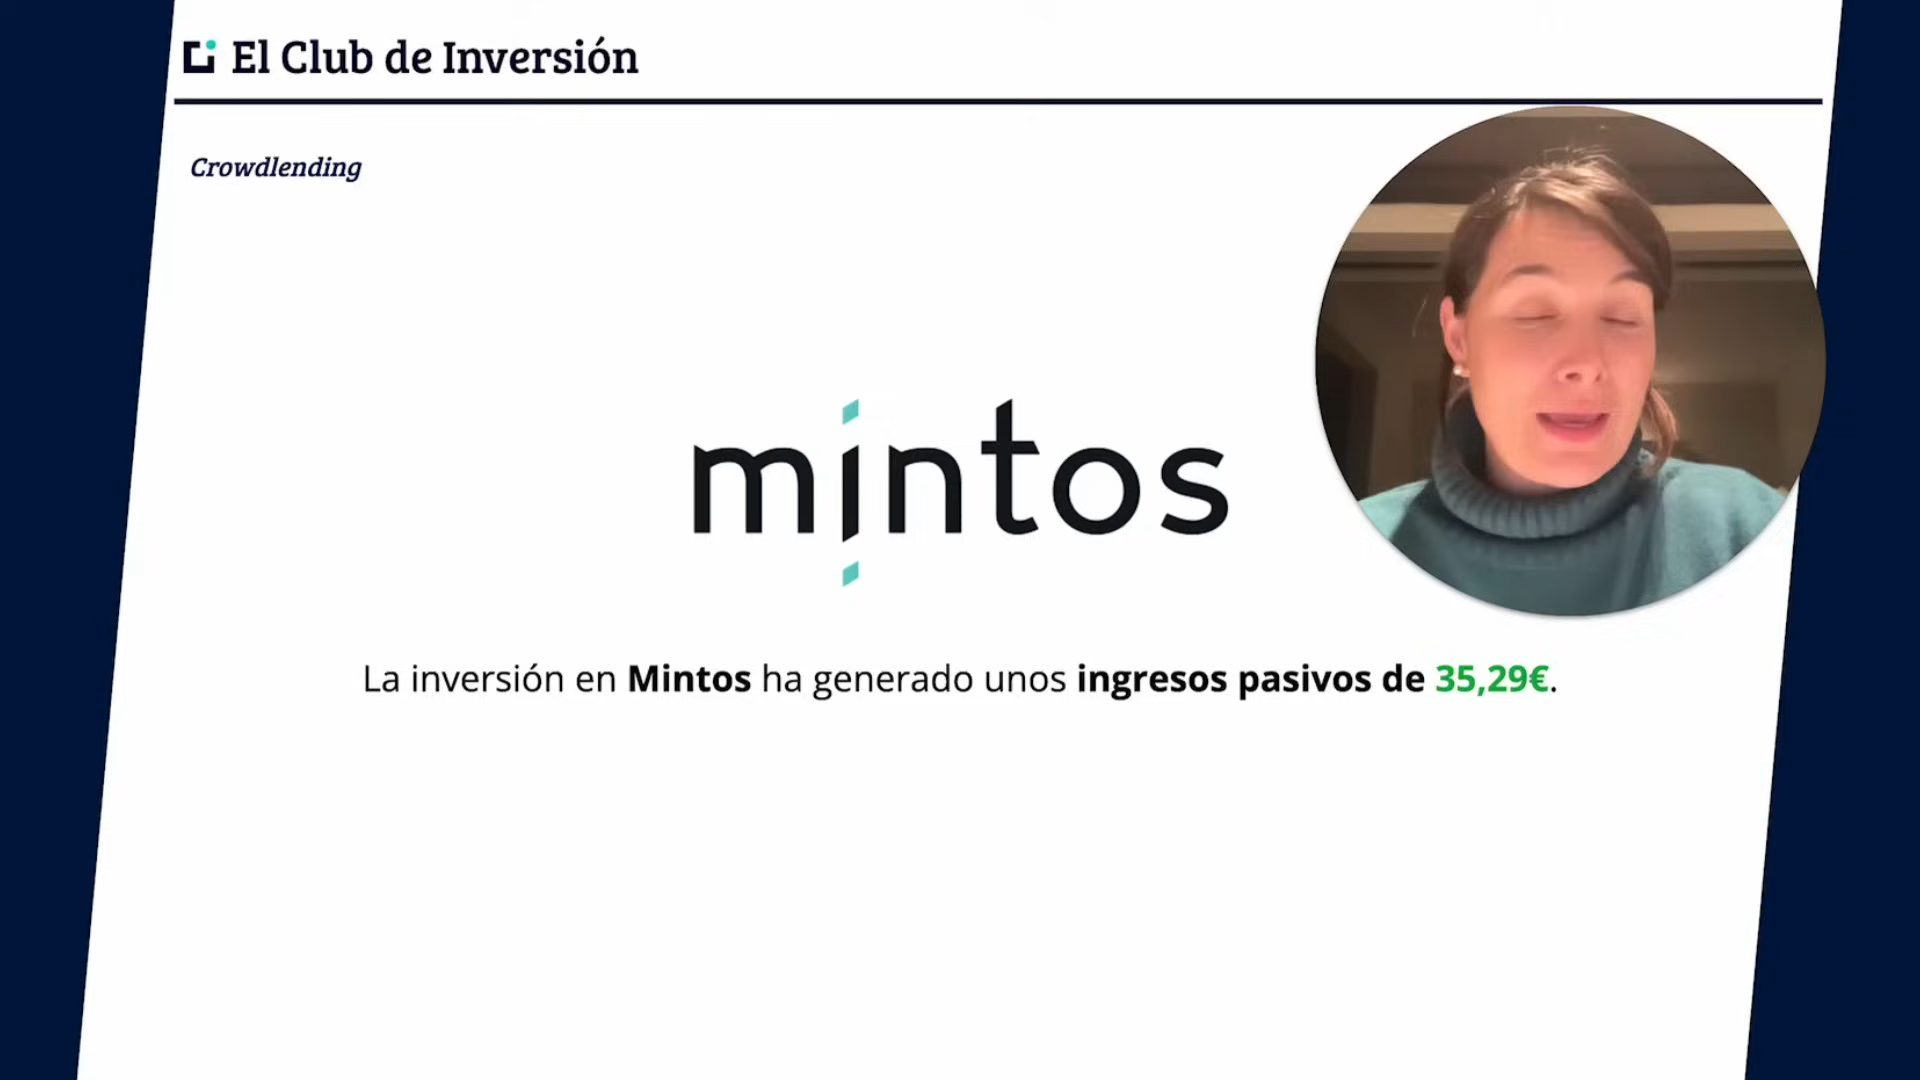 El Club de Inversión
Crowdlending
mintos
La inversión en Mintos ha generado unos ingresos pasivos de 35,29€.